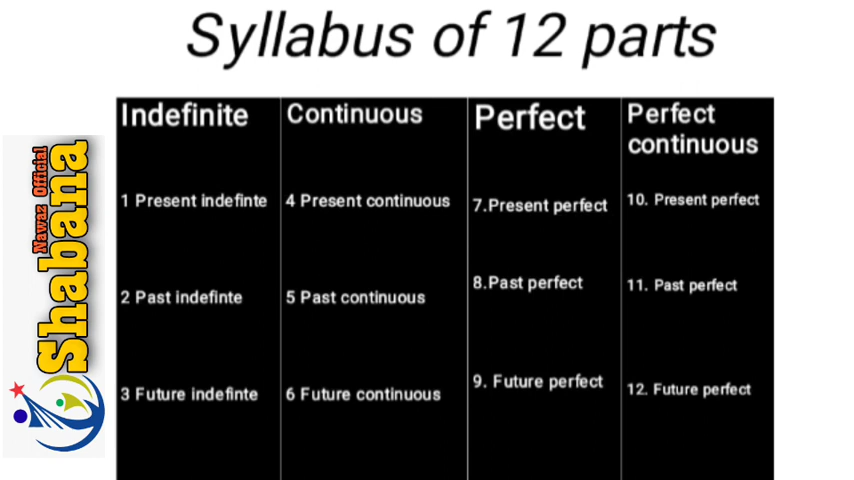 Syllabus of 12 parts
Indefinite
Continuous
Perfect
Perfect
continuous
1 Present indefinte
4 Present continuous
7.Present perfect
10. Present perfect
2 Past indefinte
5 Past continuous
8.Past perfect
11. Past perfect
3 Future indefinte
6 Future continuous
9. Future perfect
12. Future perfect
Nawaz Official
Shabana